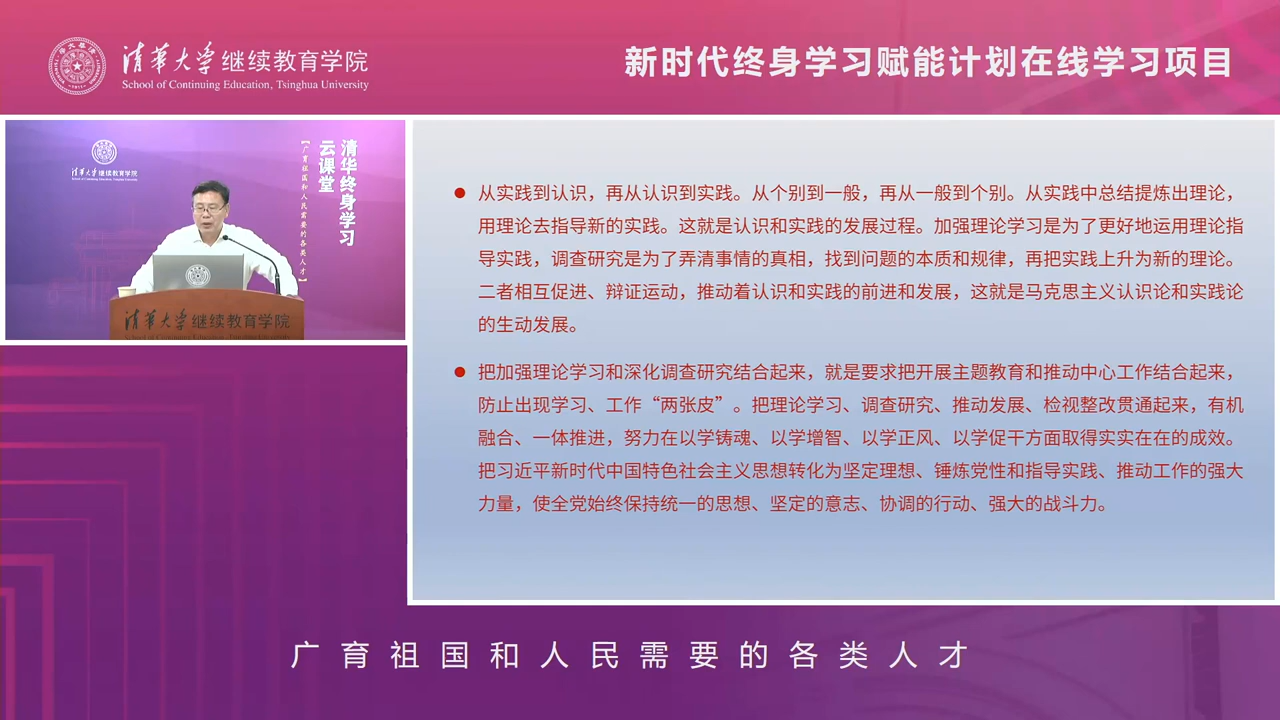 清华大学继续教育学院
School of Continuing Education, Tsinghua University
新时代终身学习赋能计划在线学习项目
清华大学继续教育学院
清华终身学习
云课堂
【广育祖国和人民需要的各类人才】
清华大学继续教育学院
从实践到认识，再从认识到实践。从个别到一般，再从一般到个别。从实践中总结提炼出理论，
用理论去指导新的实践。这就是认识和实践的发展过程。加强理论学习是为了更好地运用理论指
导实践，调查研究是为了弄清事情的真相，找到问题的本质和规律，再把实践上升为新的理论。
二者相互促进、辩证运动，推动着认识和实践的前进和发展，这就是马克思主义认识论和实践论
的生动发展。
把加强理论学习和深化调查研究结合起来，就是要求把开展主题教育和推动中心工作结合起来，
防止出现学习、工作“两张皮”。把理论学习、调查研究、推动发展、检视整改贯通起来，有机
融合、一体推进，努力在以学铸魂、以学增智、以学正风、以学促干方面取得实实在在的成效。
把习近平新时代中国特色社会主义思想转化为坚定理想、锤炼党性和指导实践、推动工作的强大
力量，使全党始终保持统一的思想、坚定的意志、协调的行动、强大的战斗力。
广育祖国和人民需要的各类人才